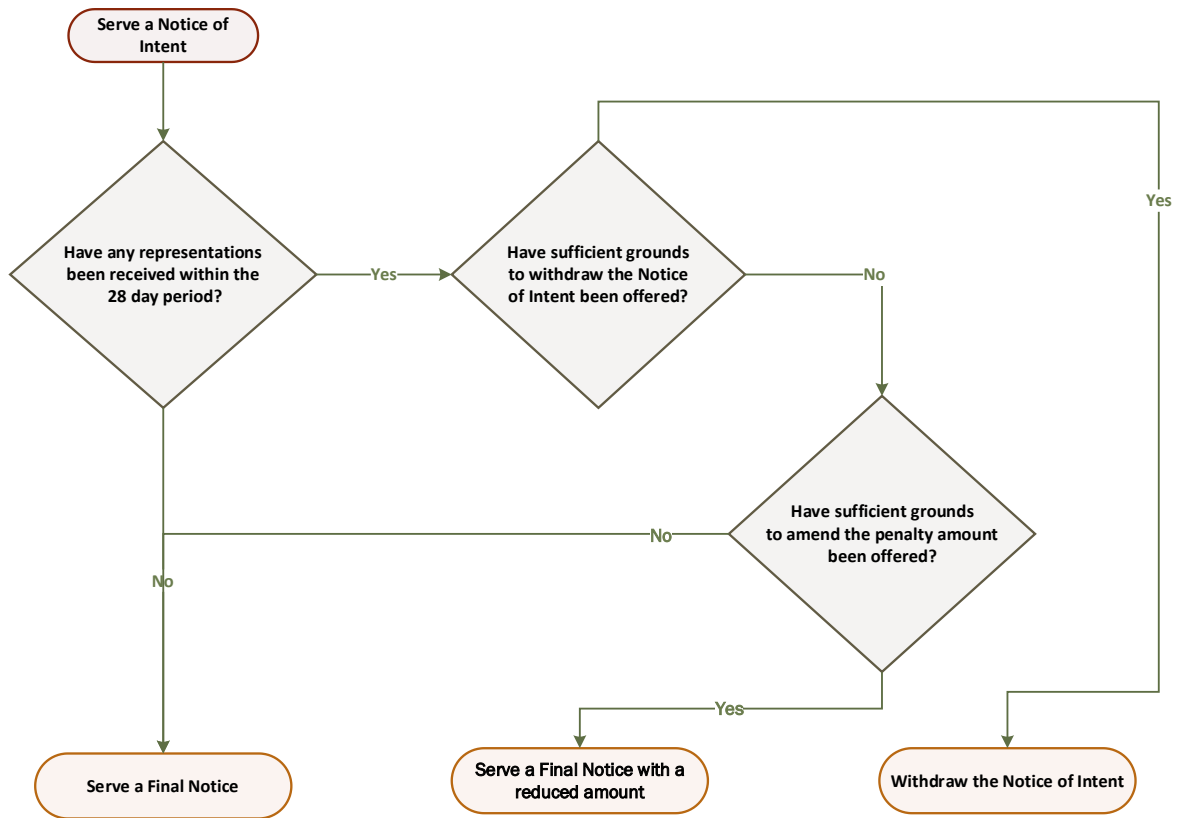 Serve a Notice of
Intent
Have any representations
been received within the
28 day period?
Yes
Have sufficient grounds
to withdraw the Notice
of Intent been offered?
No
Yes
Have sufficient grounds
to amend the penalty amount
been offered?
No
No
Yes
Serve a Final Notice
Serve a Final Notice with a
reduced amount
Withdraw the Notice of Intent